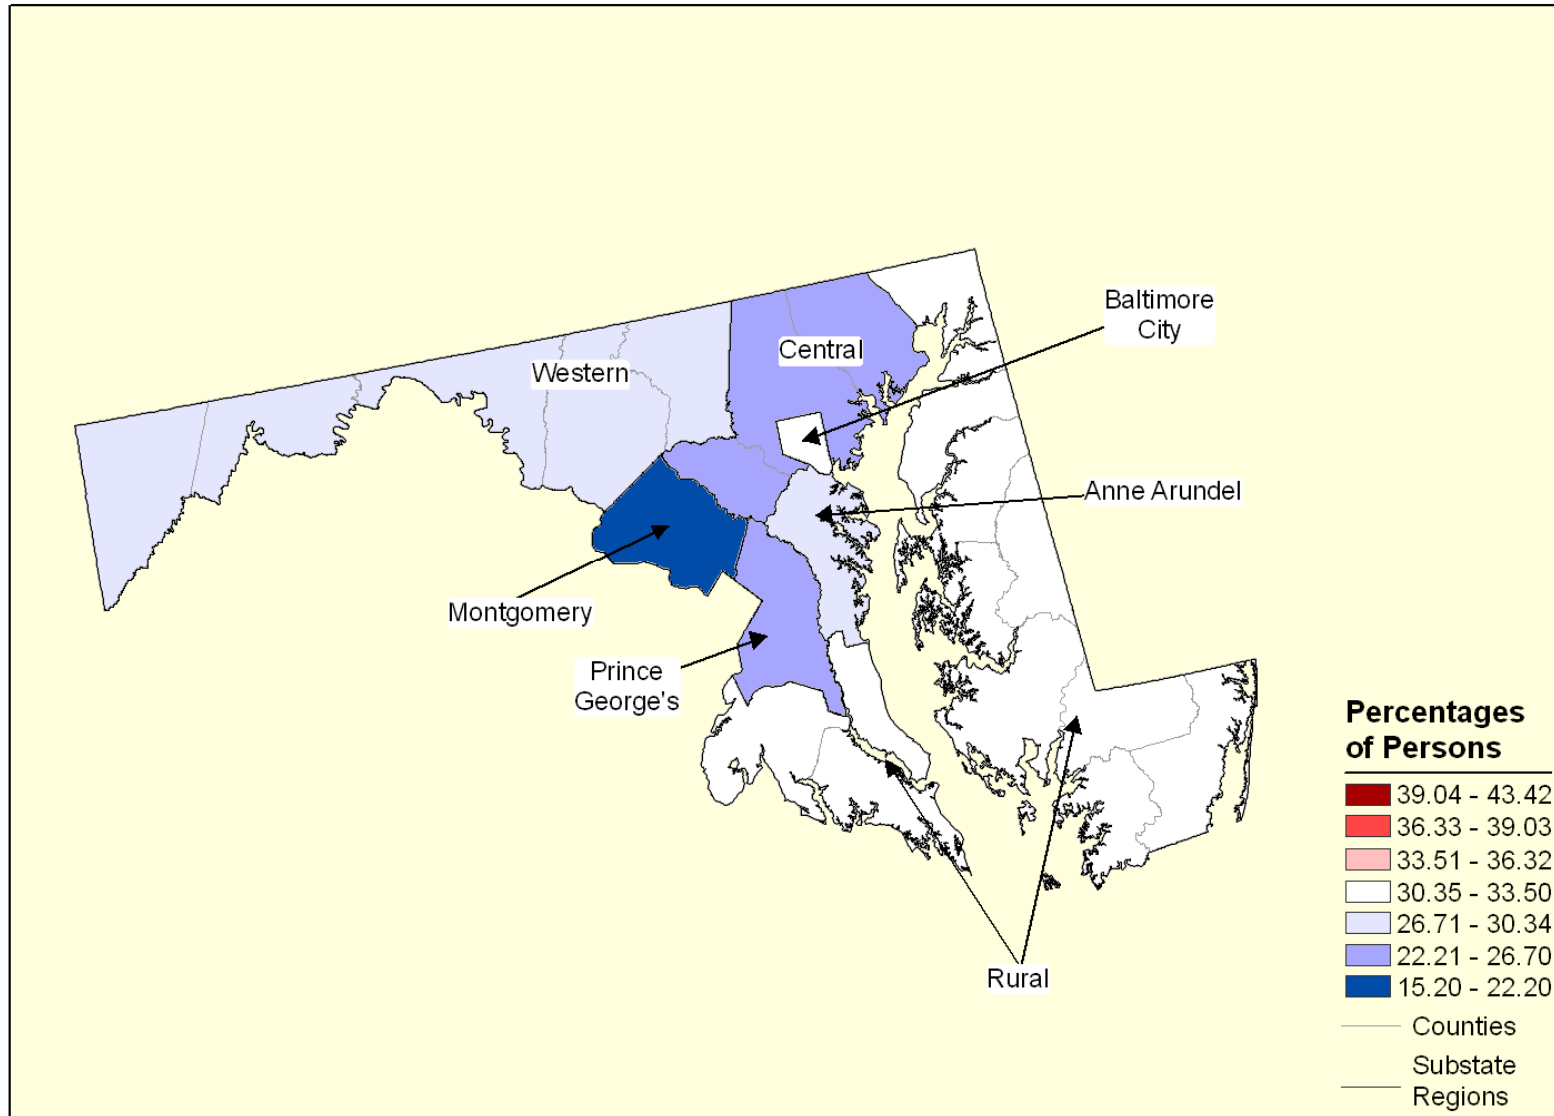 Baltimore
City
Central
Western
Anne Arundel
Montgomery
Prince
George's
Rural
Percentages
of Persons
39.04 - 43.42
36.33 - 39.03
33.51 - 36.32
30.35 - 33.50
26.71 - 30.34
22.21 - 26.70
15.20 - 22.20
Counties
Substate
Regions